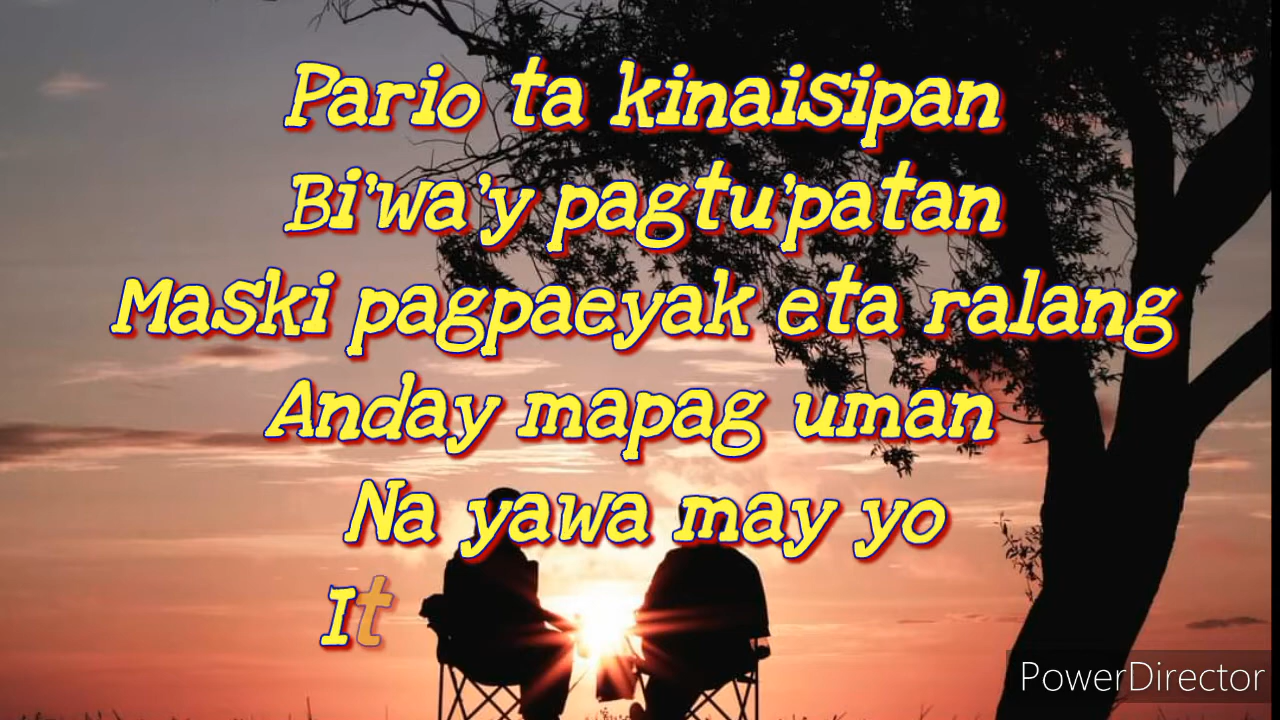 Pario ta kinaisipan
Bi'wa'y pagtu'patan
Maski pagpaeyak eta ralang
Anday mapag uman
Na yawa may yo
It
PowerDirector